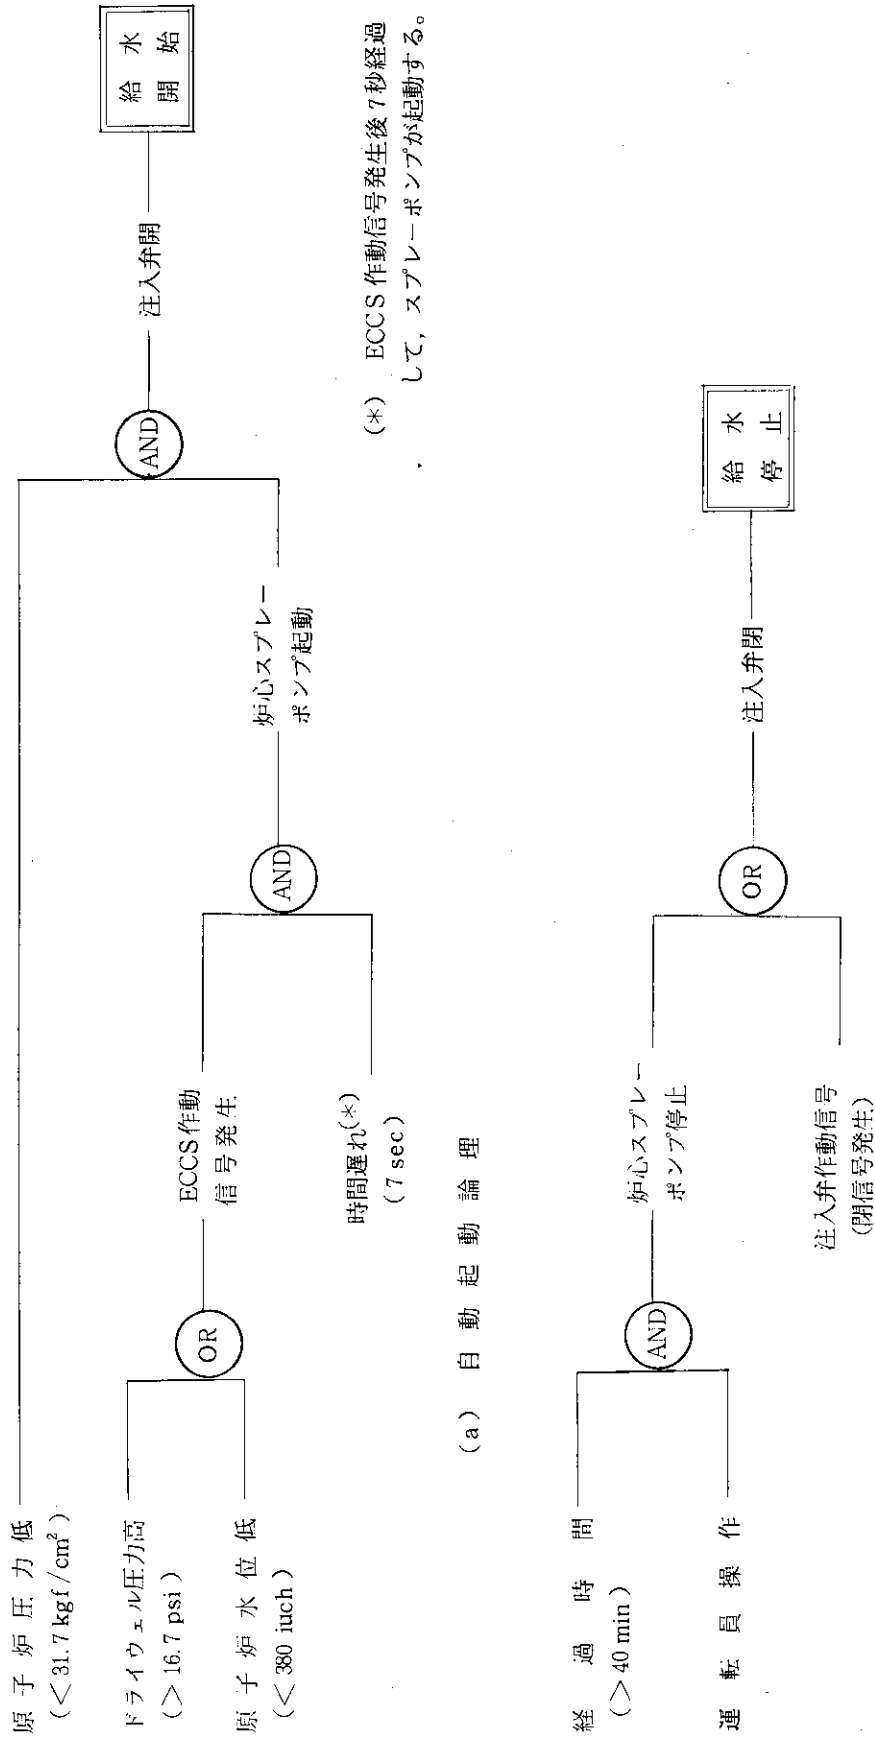 原子炉圧力低
(<31.7 kgf/cm²)
ドライウェル圧力高
(>16.7 psi)
原子炉水位低
(<380 iuch)
OR
ECCS作動
信号発生
時間遅れ(*)
(7 sec)
AND
炉心スプレー
ポンプ起動
AND
注入弁開
給水
開始
(*) ECCS作動信号発生後7秒経過
して,スプレーポンプが起動する。
(a) 自動起動論理
経過時間
(>40 min)
運転員操作
AND
炉心スプレー
ポンプ停止
注入弁作動信号
(閉信号発生)
OR
注入弁閉
給水
停止